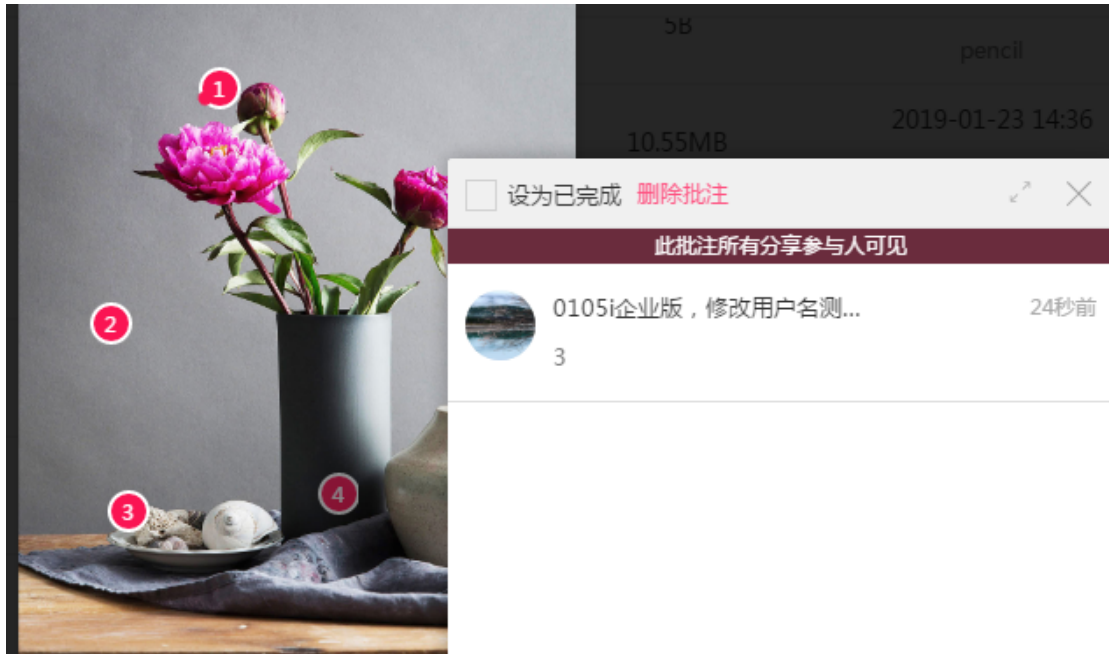 5B
pencil
2019-01-23 14:36
10.55MB
设为已完成 删除批注
此批注所有分享参与人可见
0105i企业版，修改用户名测... 24秒前
3
1
2
3
4